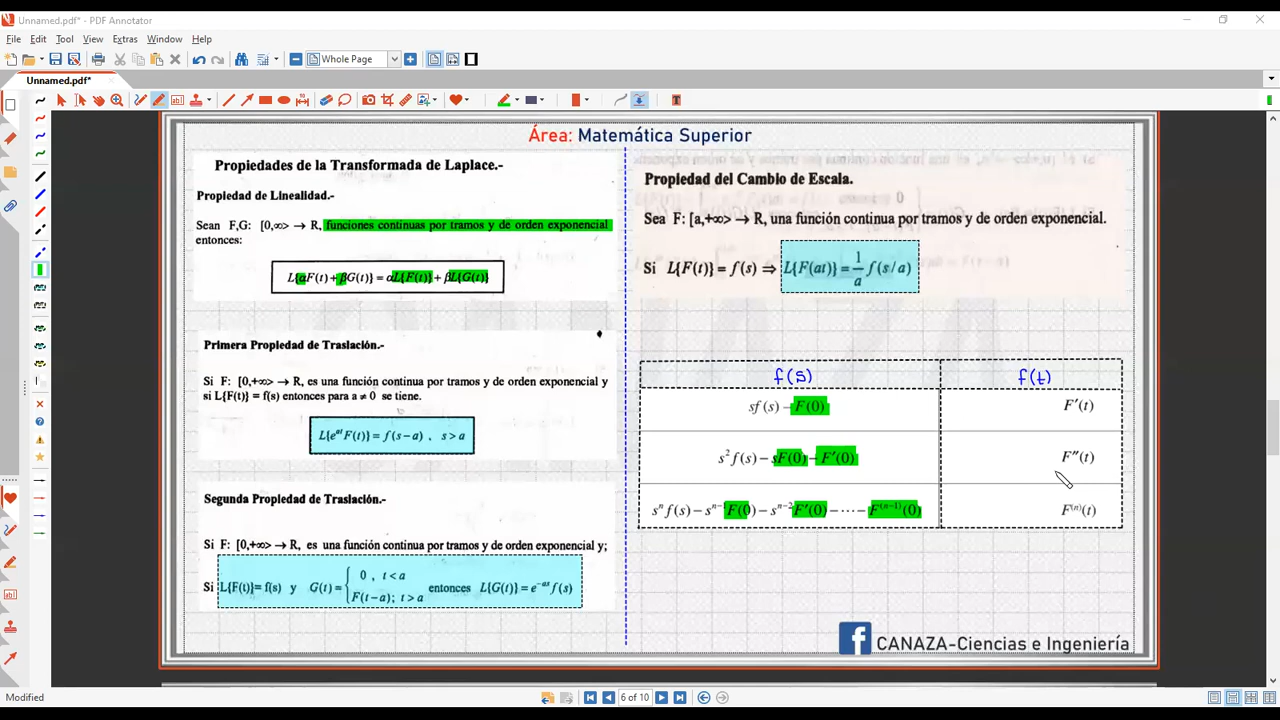 Unnamed.pdf* - PDF Annotator
File Edit Tool View Extras Window Help
Whole Page
Unnamed.pdf*
Área: Matemática Superior
Propiedades de la Transformada de Laplace.-
Propiedad de Linealidad.-
Sean F,G: [0,∞> → R, funciones continuas por tramos y de orden exponencial
entonces:
L{αF(t)+βG(t)} = αL{F(t)}+βL{G(t)}
Primera Propiedad de Traslación.-
Si F: [0,+∞> → R, es una función continua por tramos y de orden exponencial y
si L{F(t)} = f(s) entonces para a ≠ 0 se tiene.
L{e^{at}F(t)} = f(s−a) , s > a
Segunda Propiedad de Traslación.-
Si F: [0,+∞> → R, es una función continua por tramos y de orden exponencial y;
Si L{F(t)}= f(s) y G(t) = { 0 , t < a
F(t−a); t > a entonces L{G(t)} = e^{−as} f(s)
Propiedad del Cambio de Escala.
Sea F: [a,+∞> → R, una función continua por tramos y de orden exponencial.
Si L{F(t)} = f(s) ⇒ L{F(at)} = 1/a f(s/a)
f(s) f(t)
sf(s) − F(0) F'(t)
s² f(s) − sF(0) − F'(0) F''(t)
sⁿ f(s) − sⁿ⁻¹F(0) − sⁿ⁻²F'(0) − ··· − F⁽ⁿ⁻¹⁾(0) F⁽ⁿ⁾(t)
f CANAZA-Ciencias e Ingeniería
Modified
6 of 10